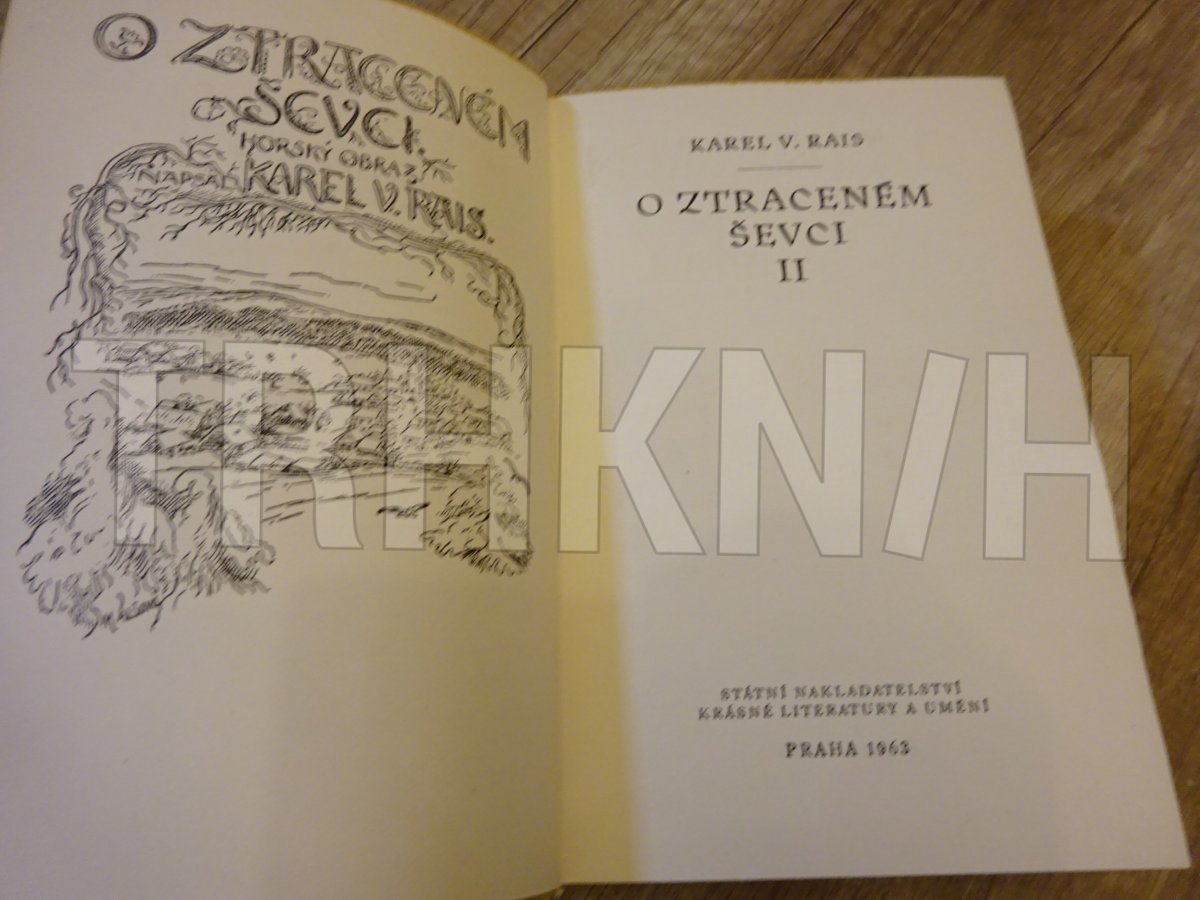 O ZTRACENÉM
ŠEVCI.
HORSKÝ OBRAZ,
NAPSAL KAREL V. RAIS.
KAREL V. RAIS
O ZTRACENÉM
ŠEVCI
II
STÁTNÍ NAKLADATELSTVÍ
KRÁSNÉ LITERATURY A UMĚNÍ
PRAHA 1963
TRHKN/H